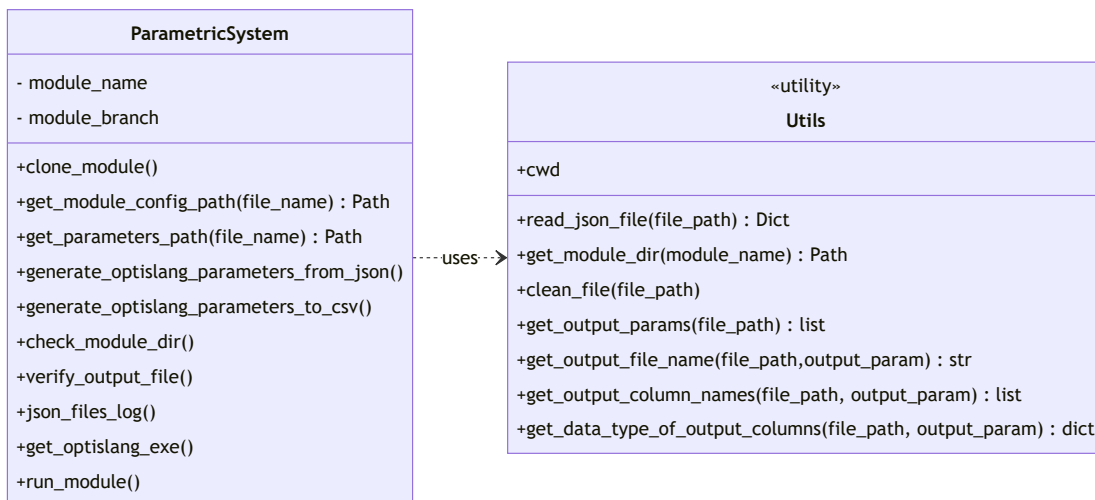 ParametricSystem
- module_name
- module_branch
+clone_module()
+get_module_config_path(file_name) : Path
+get_parameters_path(file_name) : Path
+generate_optislang_parameters_from_json()
+generate_optislang_parameters_to_csv()
+check_module_dir()
+verify_output_file()
+json_files_log()
+get_optislang_exe()
+run_module()
uses
«utility»
Utils
+cwd
+read_json_file(file_path) : Dict
+get_module_dir(module_name) : Path
+clean_file(file_path)
+get_output_params(file_path) : list
+get_output_file_name(file_path,output_param) : str
+get_output_column_names(file_path, output_param) : list
+get_data_type_of_output_columns(file_path, output_param) : dict